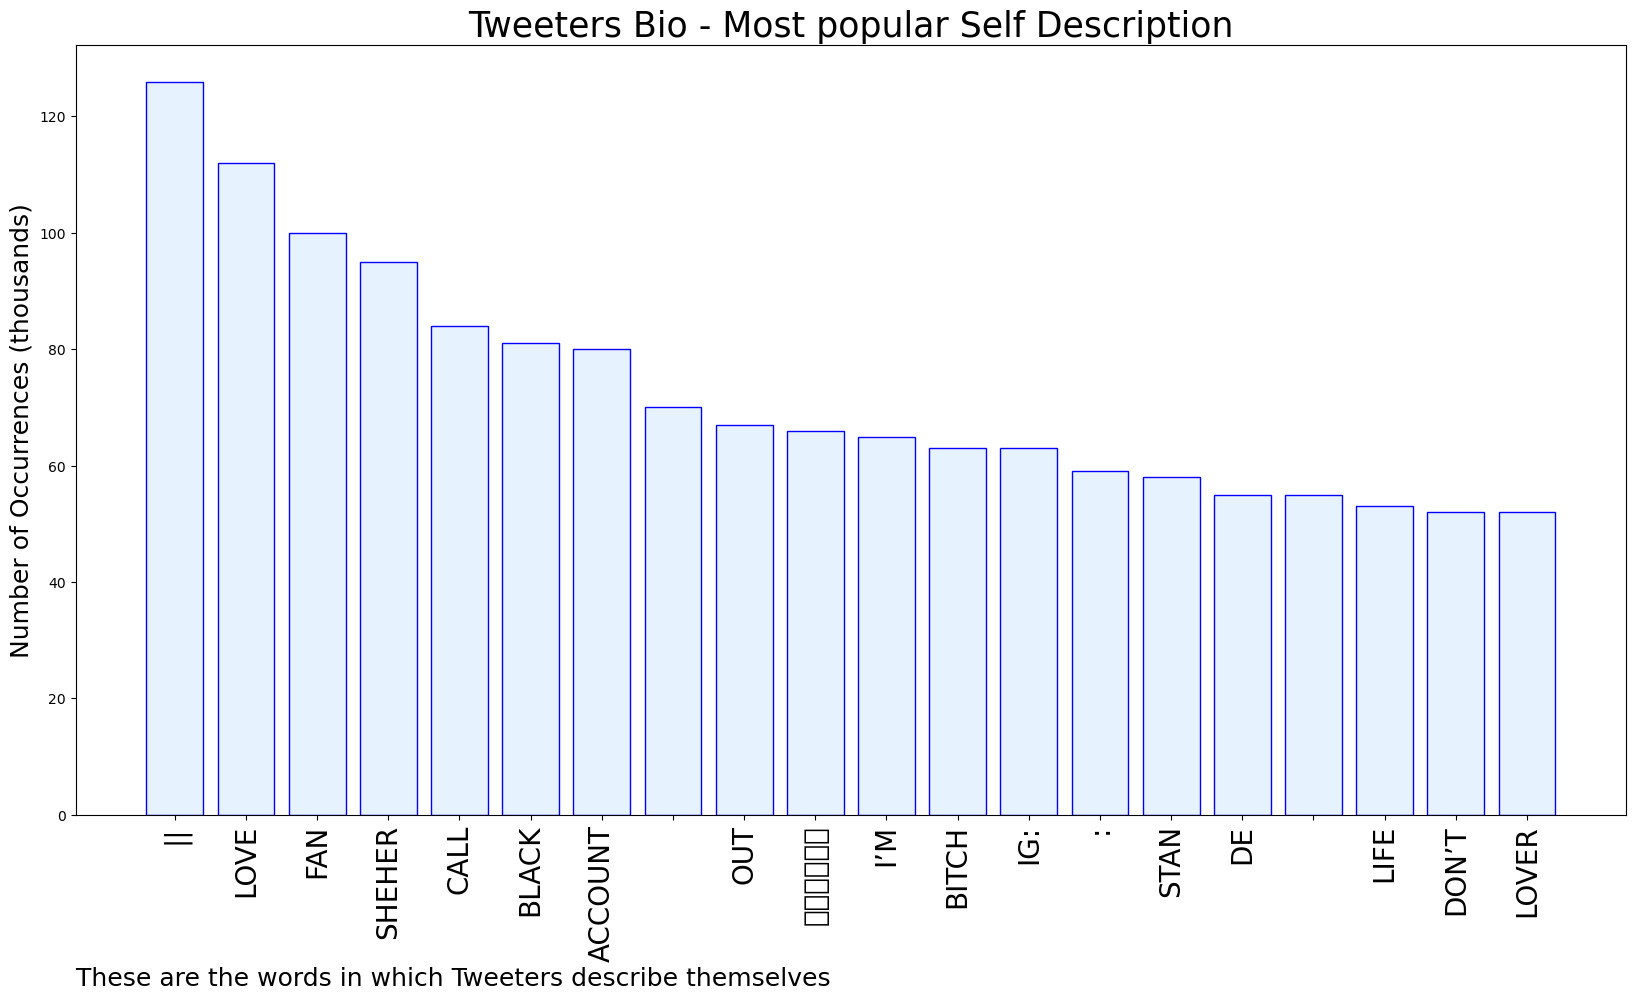 Tweeters Bio - Most popular Self Description
Number of Occurrences (thousands)
120
100
80
60
40
20
0
||
LOVE
FAN
SHEHER
CALL
BLACK
ACCOUNT
OUT
I’M
BITCH
IG:
:
STAN
DE
LIFE
DON’T
LOVER
These are the words in which Tweeters describe themselves